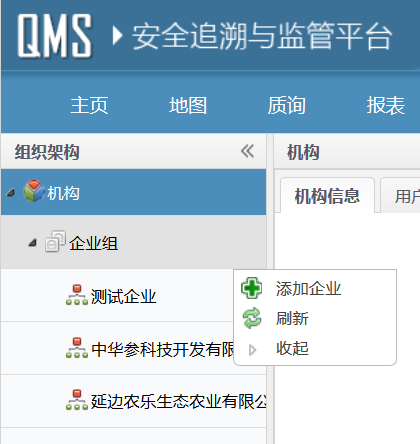 QMS 安全追溯与监管平台
主页 地图 质询 报表
组织架构 机构
机构 机构信息 用户
企业组
测试企业 添加企业
刷新
中华参科技开发有限 收起
延边农乐生态农业有限公